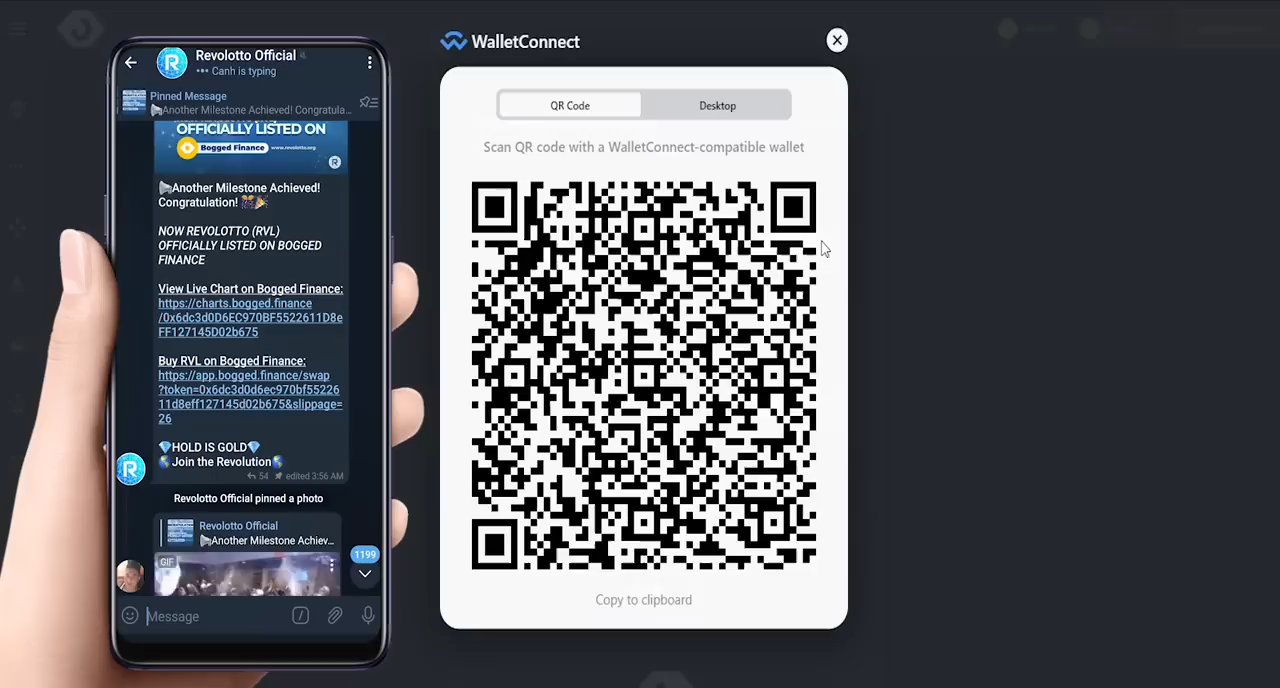 Revolotto Official
Canh is typing
Pinned Message
Another Milestone Achieved! Congratula...
OFFICIALLY LISTED ON
Bogged Finance
www.revolotto.org
Another Milestone Achieved!
Congratulation!
NOW REVOLOTTO (RVL)
OFFICIALLY LISTED ON BOGGED
FINANCE
View Live Chart on Bogged Finance:
https://charts.bogged.finance
/0x6dc3d0D6EC970BF5522611D8e
FF127145D02b675
Buy RVL on Bogged Finance:
https://app.bogged.finance/swap
?token=0x6dc3d0d6ec970bf55226
11d8eff127145d02b675&slippage=
26
HOLD IS GOLD
Join the Revolution
54 edited 3:56 AM
Revolotto Official pinned a photo
Revolotto Official
Another Milestone Achiev...
GIF
1199
Message
WalletConnect
QR Code
Desktop
Scan QR code with a WalletConnect-compatible wallet
Copy to clipboard